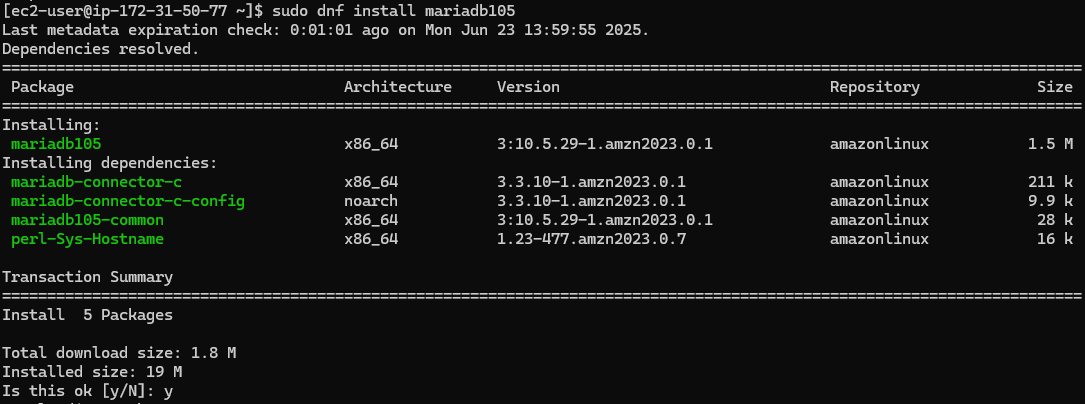 [ec2-user@ip-172-31-50-77 ~]$ sudo dnf install mariadb105
Last metadata expiration check: 0:01:01 ago on Mon Jun 23 13:59:55 2025.
Dependencies resolved.
================================================================================================================================
Package Architecture Version Repository Size
================================================================================================================================
Installing:
mariadb105 x86_64 3:10.5.29-1.amzn2023.0.1 amazonlinux 1.5 M
Installing dependencies:
mariadb-connector-c x86_64 3.3.10-1.amzn2023.0.1 amazonlinux 211 k
mariadb-connector-c-config noarch 3.3.10-1.amzn2023.0.1 amazonlinux 9.9 k
mariadb105-common x86_64 3:10.5.29-1.amzn2023.0.1 amazonlinux 28 k
perl-Sys-Hostname x86_64 1.23-477.amzn2023.0.7 amazonlinux 16 k
Transaction Summary
================================================================================================================================
Install 5 Packages
Total download size: 1.8 M
Installed size: 19 M
Is this ok [y/N]: y